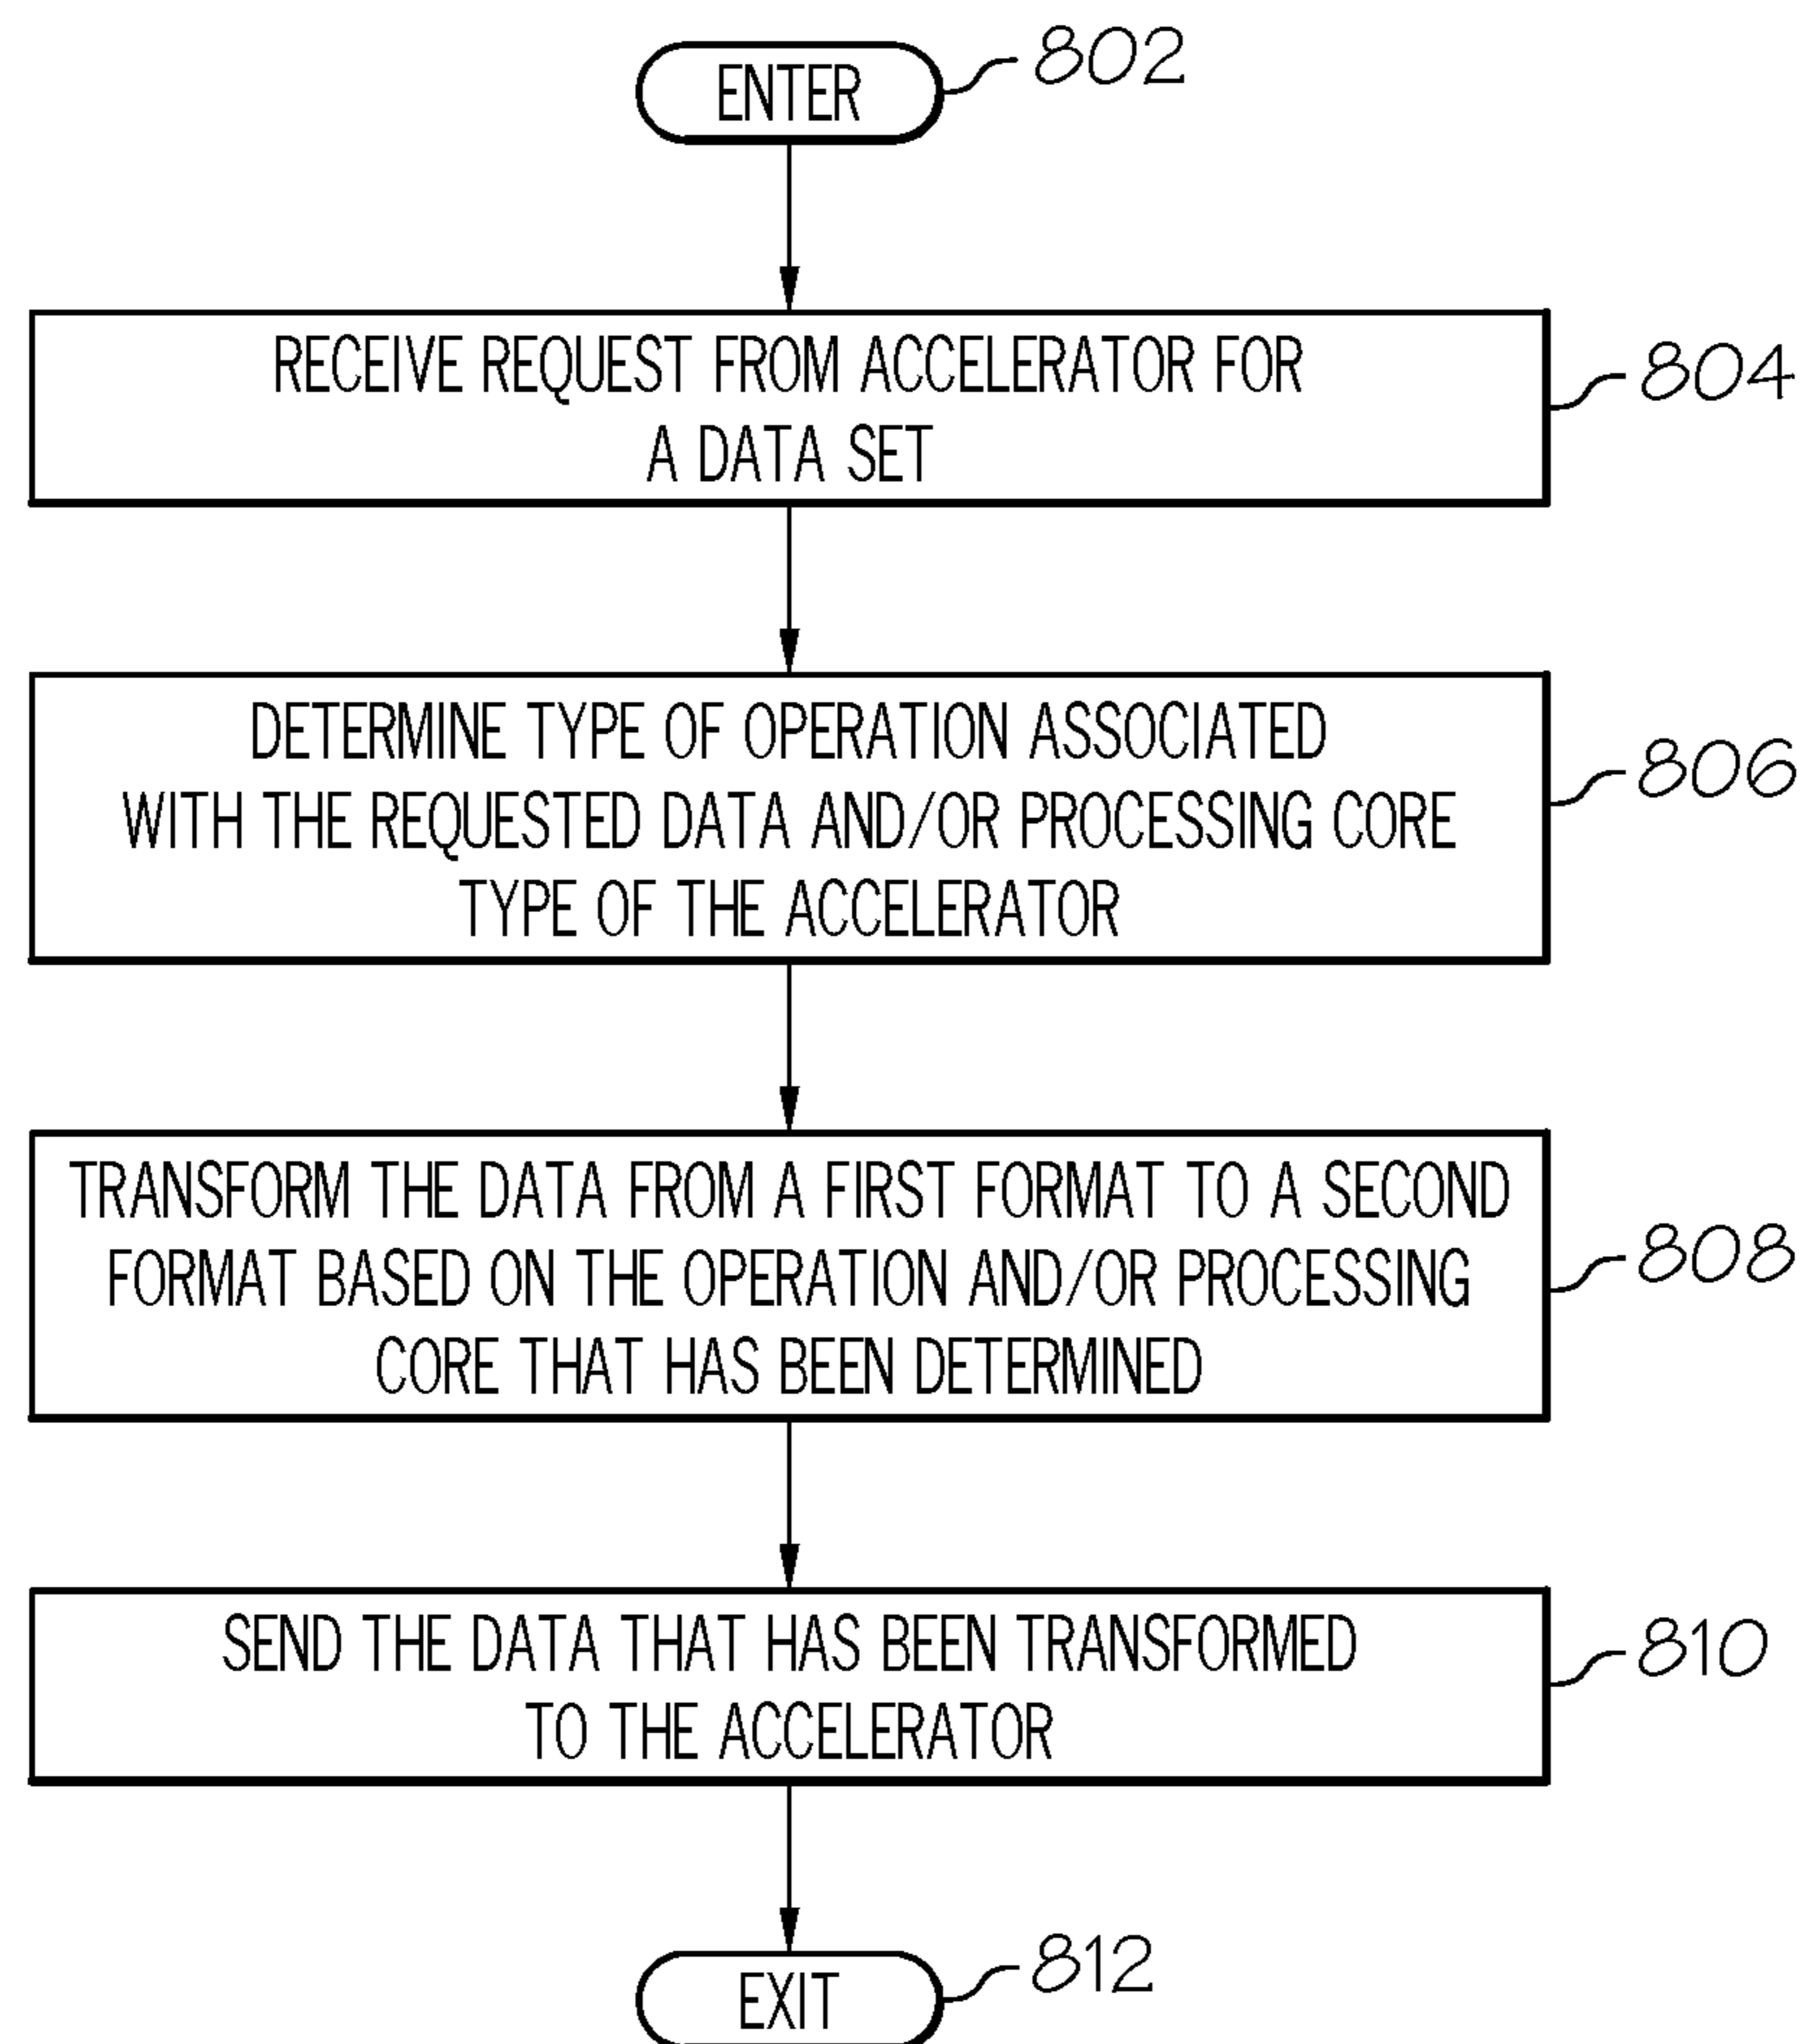 ENTER
802
RECEIVE REQUEST FROM ACCELERATOR FOR
A DATA SET
804
DETERMINE TYPE OF OPERATION ASSOCIATED
WITH THE REQUESTED DATA AND/OR PROCESSING CORE
TYPE OF THE ACCELERATOR
806
TRANSFORM THE DATA FROM A FIRST FORMAT TO A SECOND
FORMAT BASED ON THE OPERATION AND/OR PROCESSING
CORE THAT HAS BEEN DETERMINED
808
SEND THE DATA THAT HAS BEEN TRANSFORMED
TO THE ACCELERATOR
810
EXIT
812